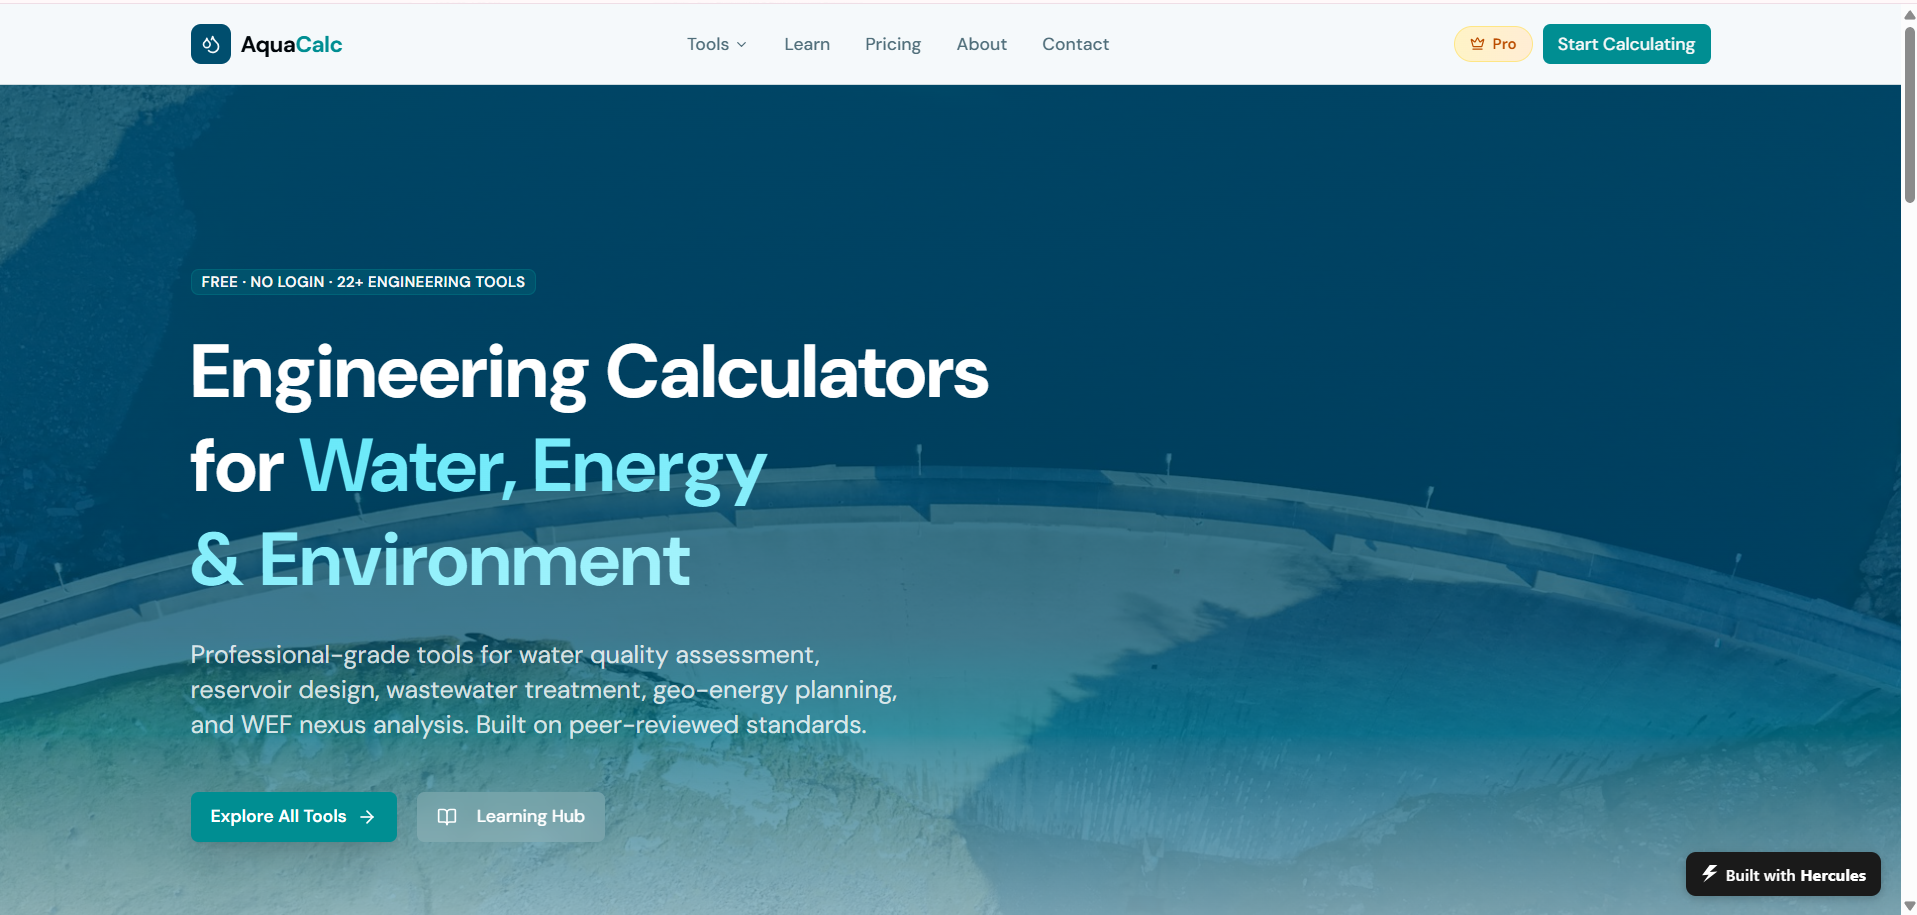 AquaCalc
Tools
Learn
Pricing
About
Contact
Pro
Start Calculating
FREE · NO LOGIN · 22+ ENGINEERING TOOLS
Engineering Calculators
for Water, Energy
& Environment
Professional-grade tools for water quality assessment,
reservoir design, wastewater treatment, geo-energy planning,
and WEF nexus analysis. Built on peer-reviewed standards.
Explore All Tools
Learning Hub
Built with Hercules